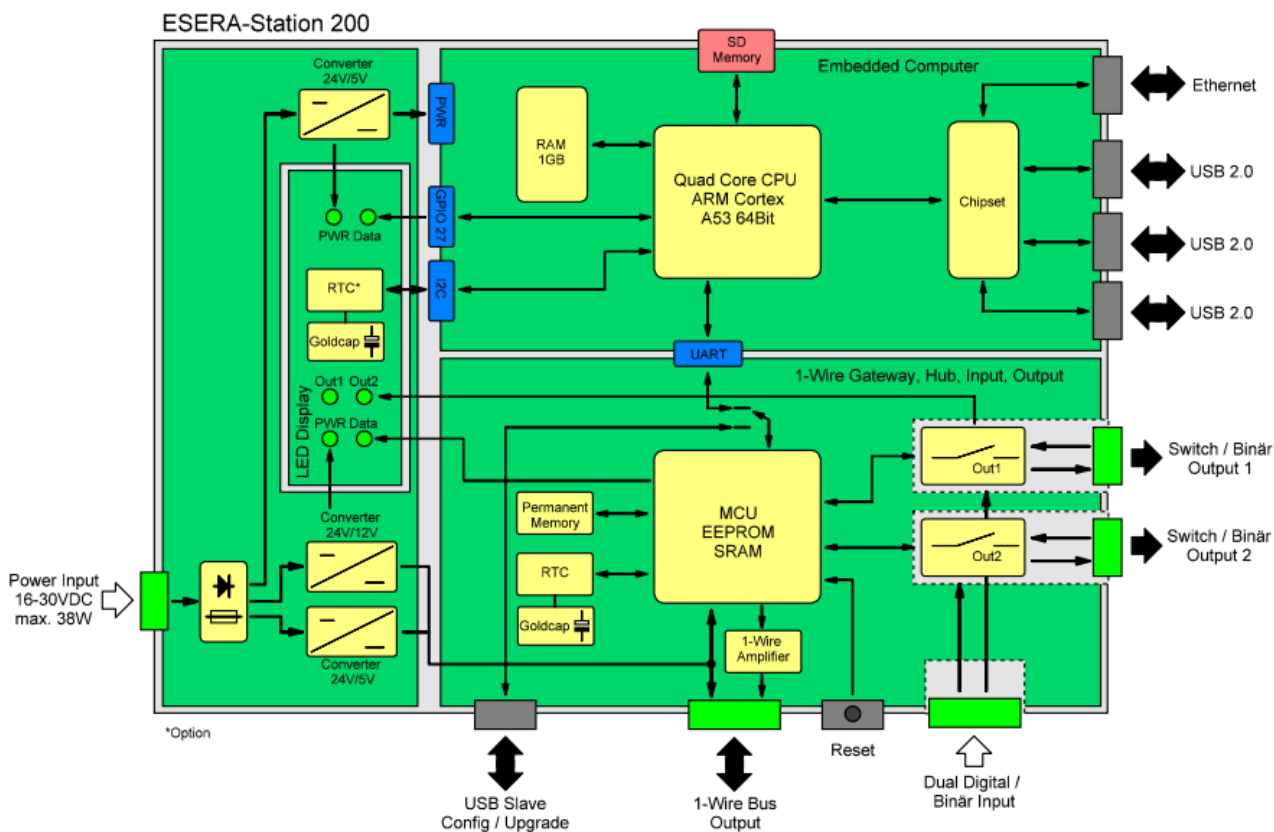 ESERA-Station 200
Converter
24V/5V
PWR
GPIO 27
I2C
PWR Data
RTC*
Goldcap
Out1 Out2
PWR Data
LED Display
Converter
24V/12V
Converter
24V/5V
Power Input
16-30VDC
max. 38W
*Option
SD
Memory
Embedded Computer
RAM
1GB
Quad Core CPU
ARM Cortex
A53 64Bit
Chipset
Ethernet
USB 2.0
USB 2.0
USB 2.0
UART
1-Wire Gateway, Hub, Input, Output
MCU
EEPROM
SRAM
Permanent
Memory
RTC
Goldcap
1-Wire
Amplifier
Out1
Out2
Switch / Binär
Output 1
Switch / Binär
Output 2
USB Slave
Config / Upgrade
1-Wire Bus
Output
Reset
Dual Digital /
Binär Input